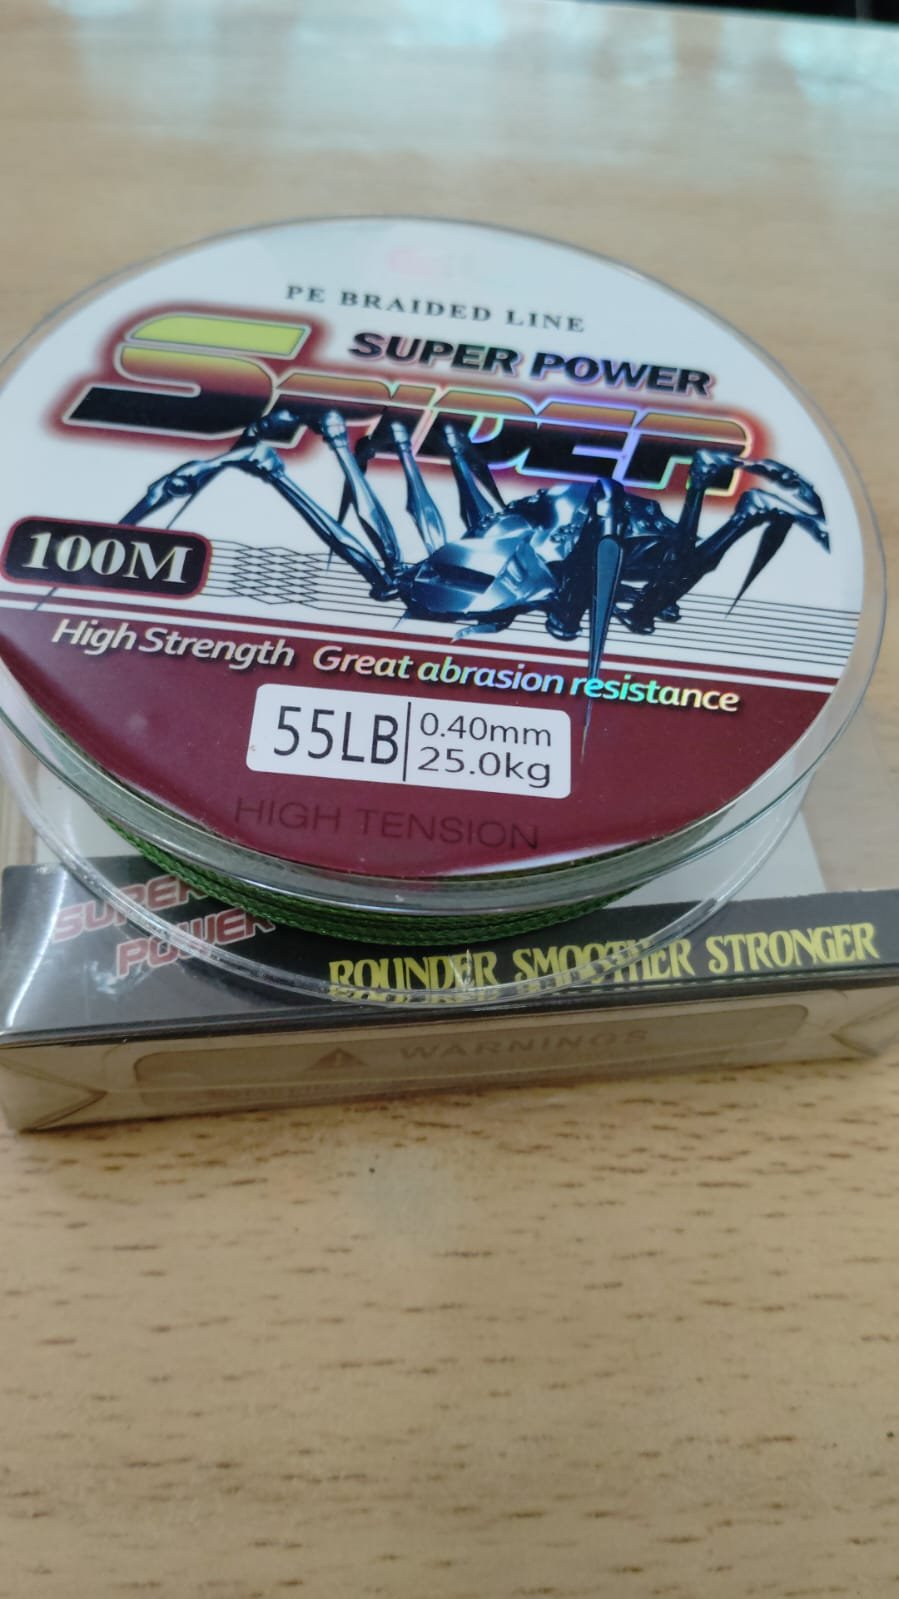 PE BRAIDED LINE
SUPER POWER
SPIDER
100M
High Strength Great abrasion resistance
55LB
0.40mm
25.0kg
HIGH TENSION
SUPER
POWER
ROUNDER SMOOTHER STRONGER
WARNINGS